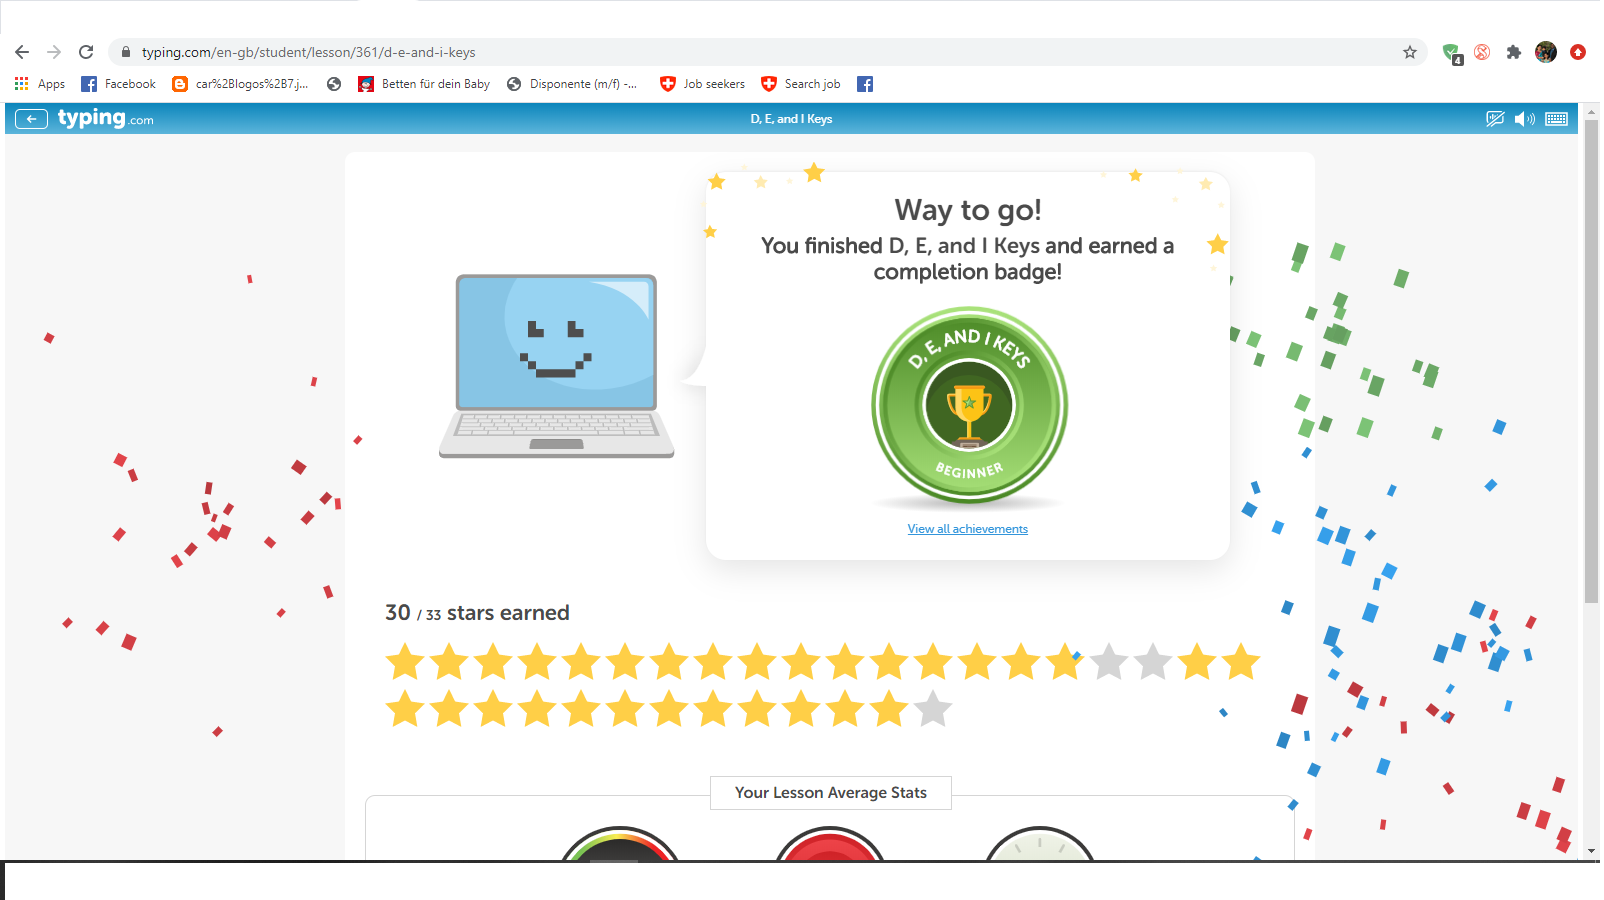 typing.com/en-gb/student/lesson/361/d-e-and-i-keys
4
Apps
Facebook
car%2Blogos%2B7.j...
Betten für dein Baby
Disponente (m/f) -...
Job seekers
Search job
typing.com
D, E, and I Keys
Way to go!
You finished D, E, and I Keys and earned a
completion badge!
D, E, AND I KEYS
BEGINNER
View all achievements
30 / 33 stars earned
Your Lesson Average Stats